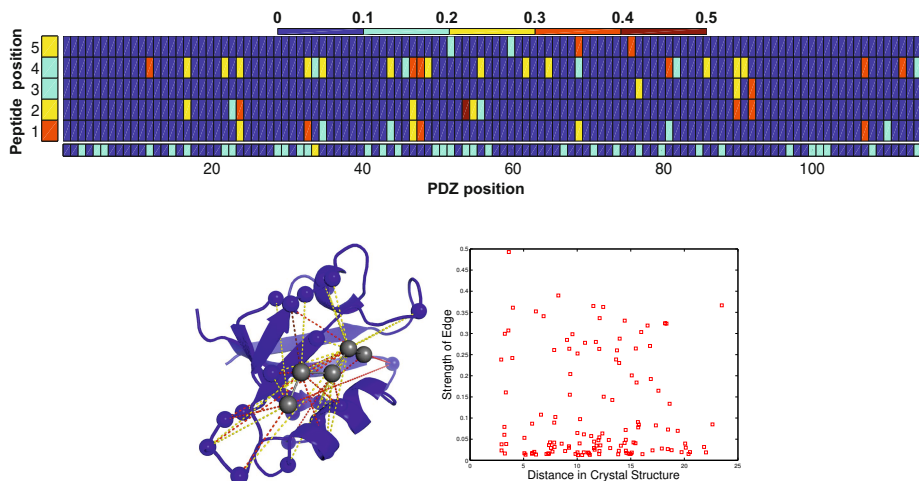 0 0.1 0.2 0.3 0.4 0.5
Peptide position
5
4
3
2
1
20 40 60 80 100
PDZ position
Strength of Edge
0.5
0.45
0.4
0.35
0.3
0.25
0.2
0.15
0.1
0.05
0
0 5 10 15 20 25
Distance in Crystal Structure